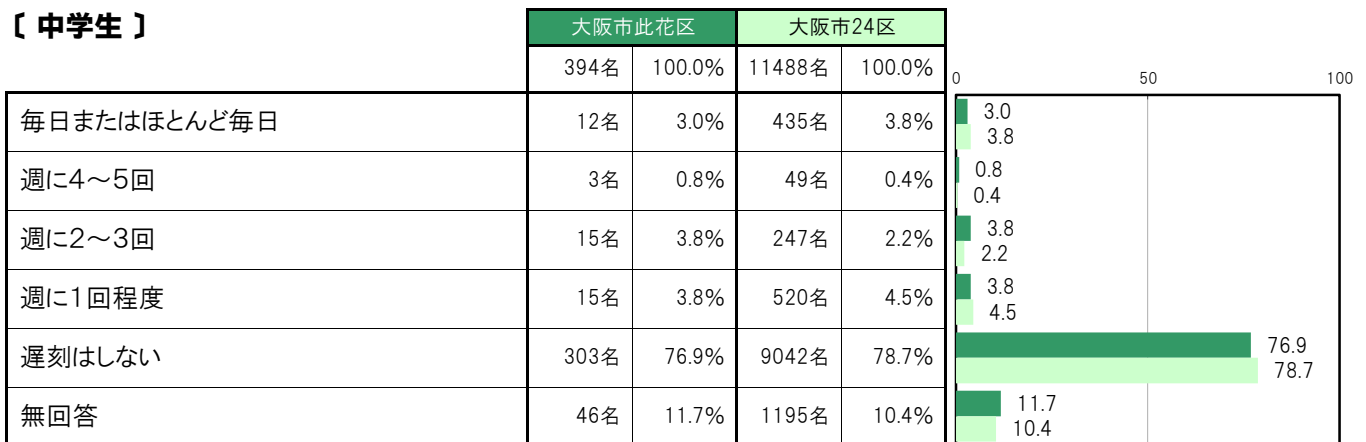 〔 中学生 〕
大阪市此花区 大阪市24区
394名 100.0% 11488名 100.0%
0 50 100
毎日またはほとんど毎日 12名 3.0% 435名 3.8% 3.0
3.8
週に4～5回 3名 0.8% 49名 0.4% 0.8
0.4
週に2～3回 15名 3.8% 247名 2.2% 3.8
2.2
週に1回程度 15名 3.8% 520名 4.5% 3.8
4.5
遅刻はしない 303名 76.9% 9042名 78.7% 76.9
78.7
無回答 46名 11.7% 1195名 10.4% 11.7
10.4